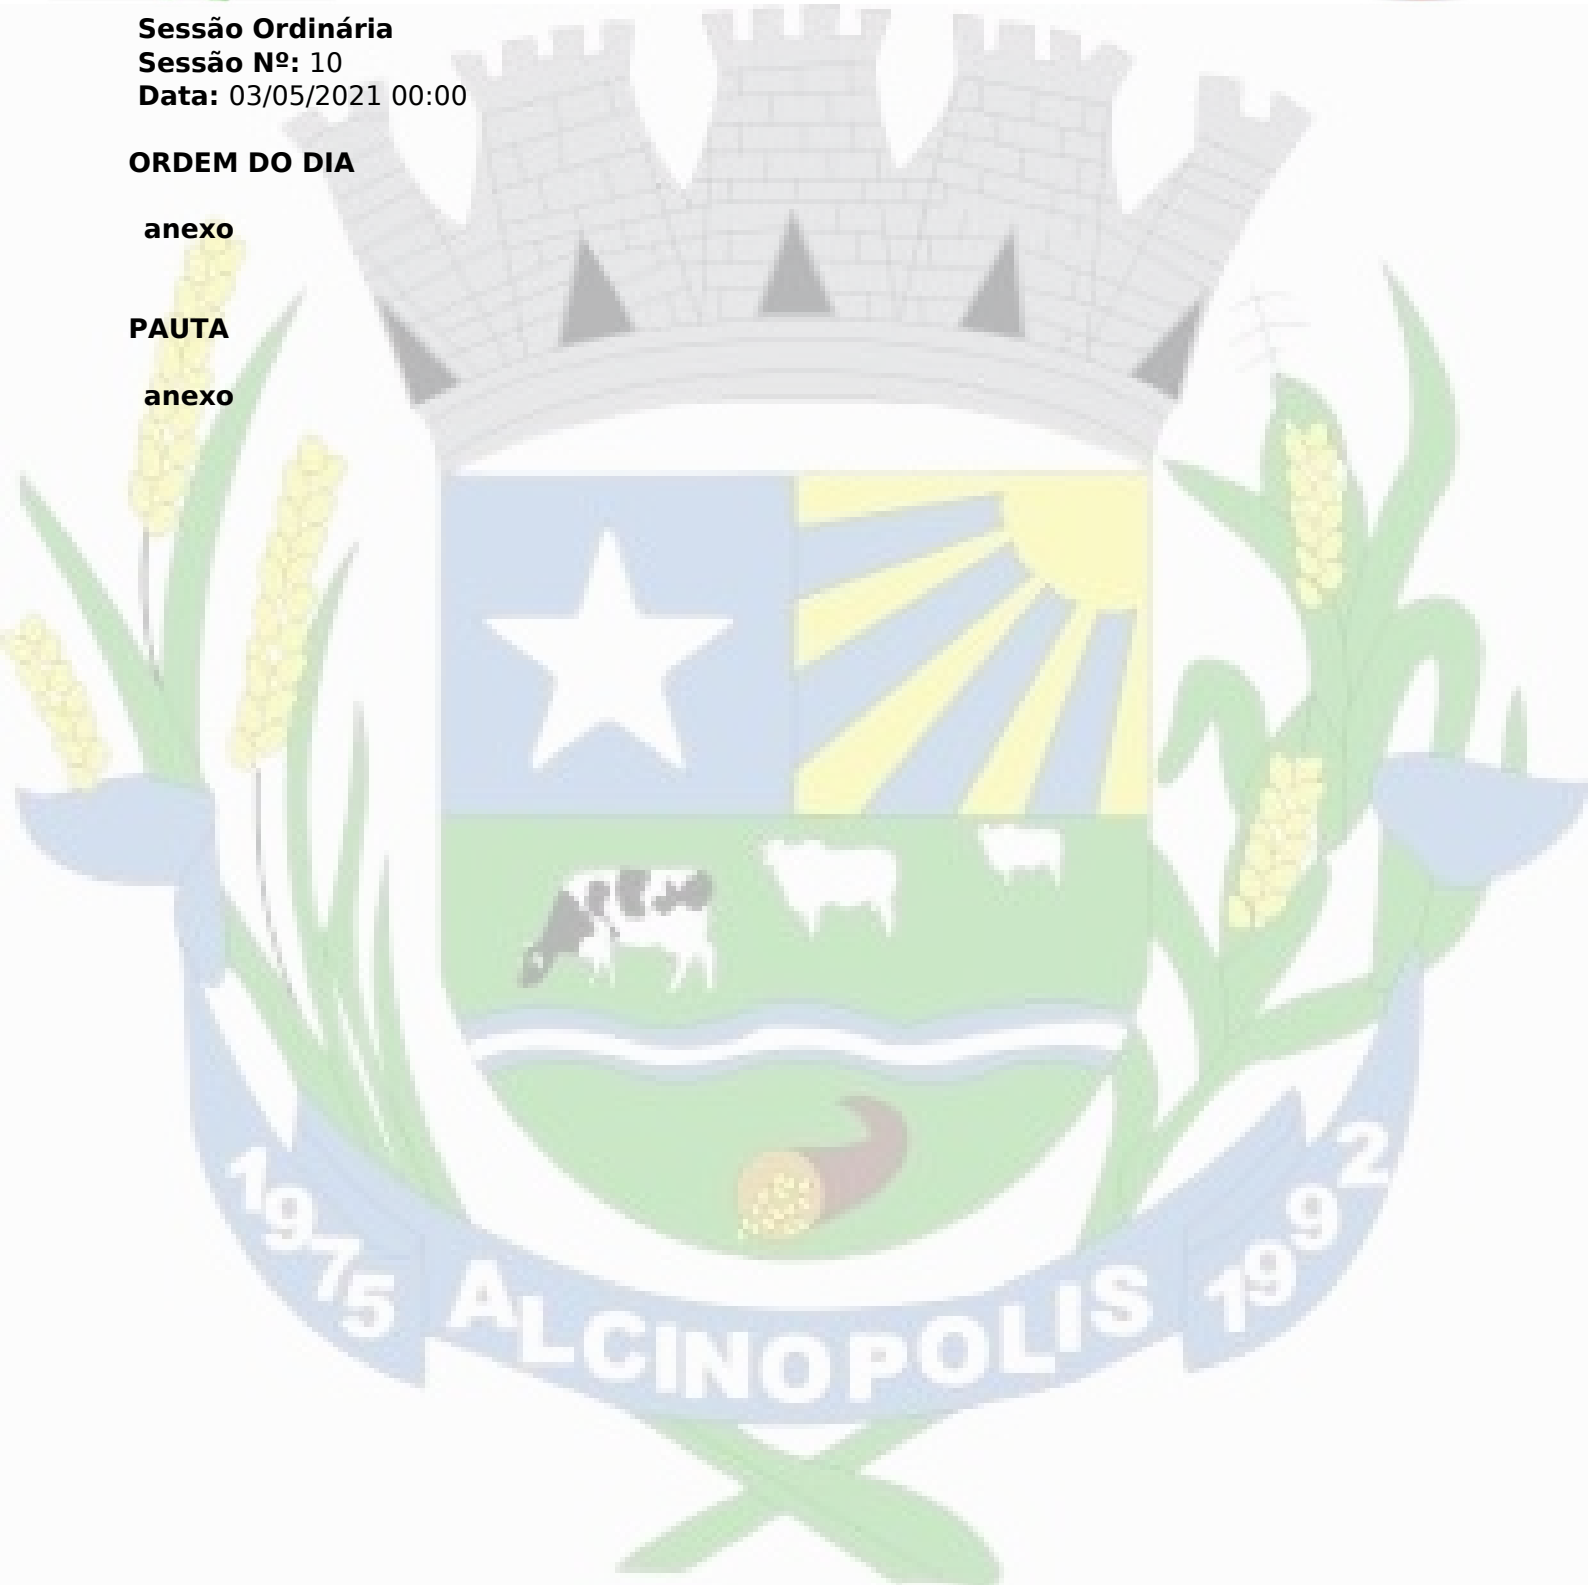 Sessão Ordinária
Sessão Nº: 10
Data: 03/05/2021 00:00
ORDEM DO DIA
anexo
PAUTA
anexo
1975 ALCINOPOLIS 1992